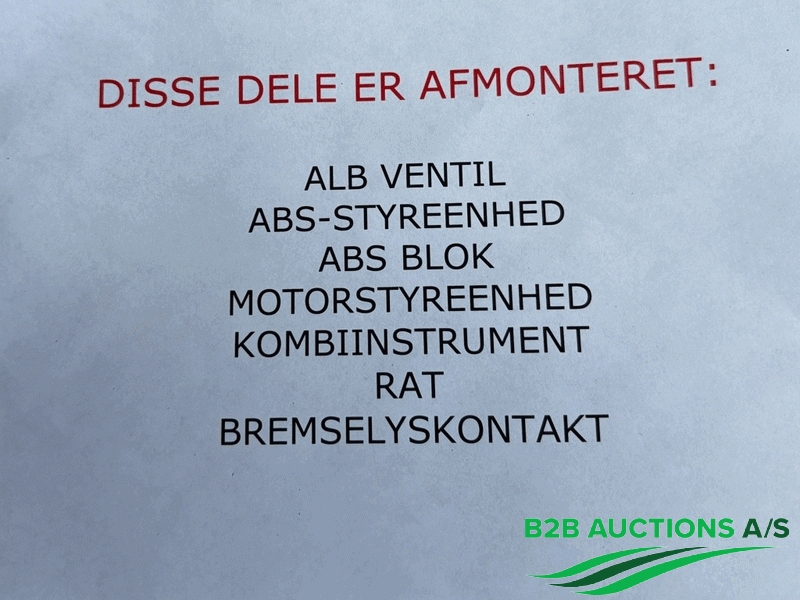 DISSE DELE ER AFMONTERET:
ALB VENTIL
ABS-STYREENHED
ABS BLOK
MOTORSTYREENHED
KOMBIINSTRUMENT
RAT
BREMSELYSKONTAKT
B2B AUCTIONS A/S